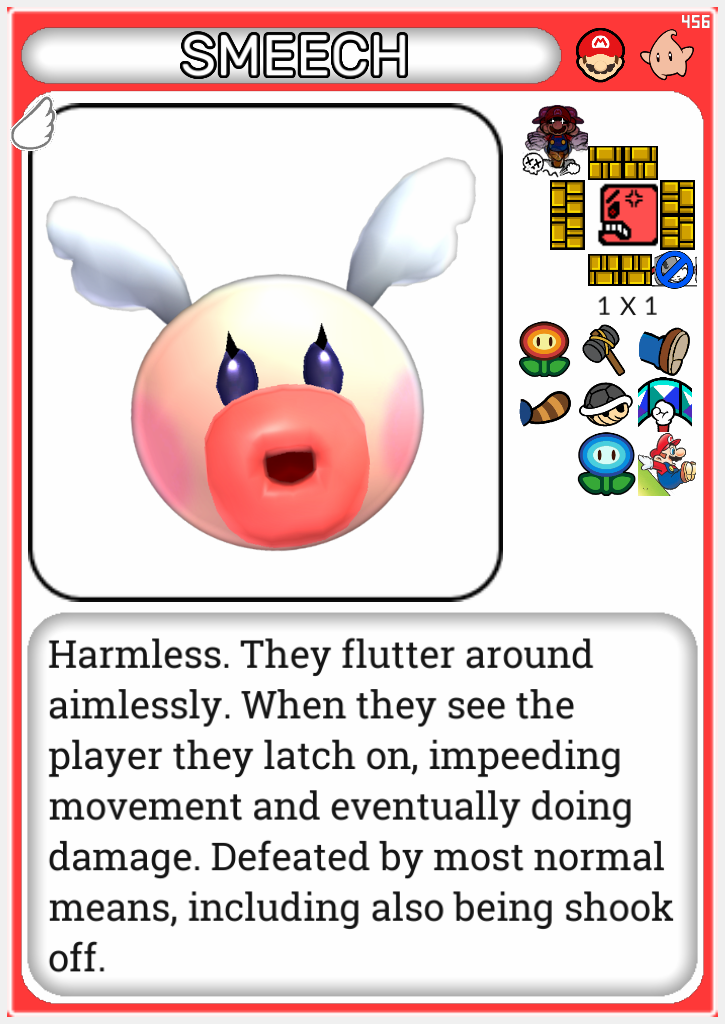 456
SMEECH
1 X 1
Harmless. They flutter around
aimlessly. When they see the
player they latch on, impeeding
movement and eventually doing
damage. Defeated by most normal
means, including also being shook
off.